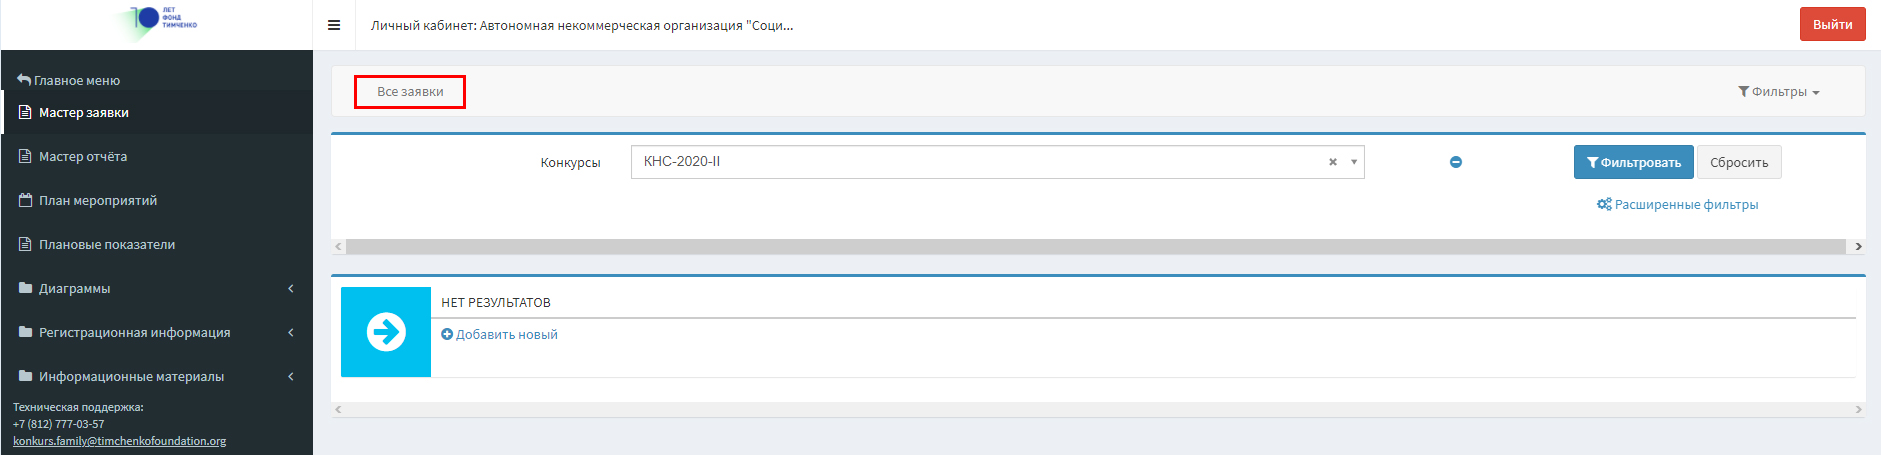 10 ЛЕТ
ФОНД
ТИМЧЕНКО
Личный кабинет: Автономная некоммерческая организация "Соци...
Выйти
Главное меню
Мастер заявки
Мастер отчёта
План мероприятий
Плановые показатели
Диаграммы
Регистрационная информация
Информационные материалы
Техническая поддержка:
+7 (812) 777-03-57
konkurs.family@timchenkofoundation.org
Все заявки
Фильтры
Конкурсы
КНС-2020-II
Фильтровать
Сбросить
Расширенные фильтры
НЕТ РЕЗУЛЬТАТОВ
Добавить новый